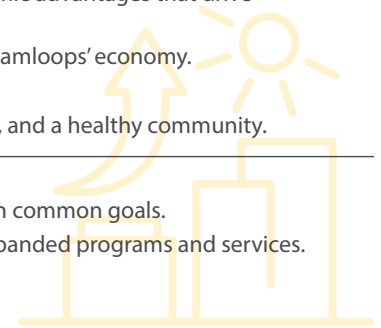 amloops' economy.
, and a healthy community.
n common goals.
panded programs and services.